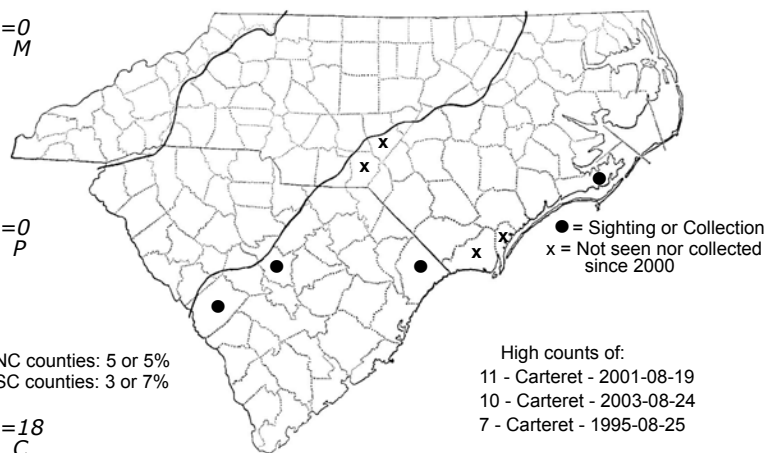 =0
M
x
x
=0
P
x
x
● = Sighting or Collection
x = Not seen nor collected
since 2000
NC counties: 5 or 5%
SC counties: 3 or 7%
High counts of:
11 - Carteret - 2001-08-19
10 - Carteret - 2003-08-24
7 - Carteret - 1995-08-25
=18
C